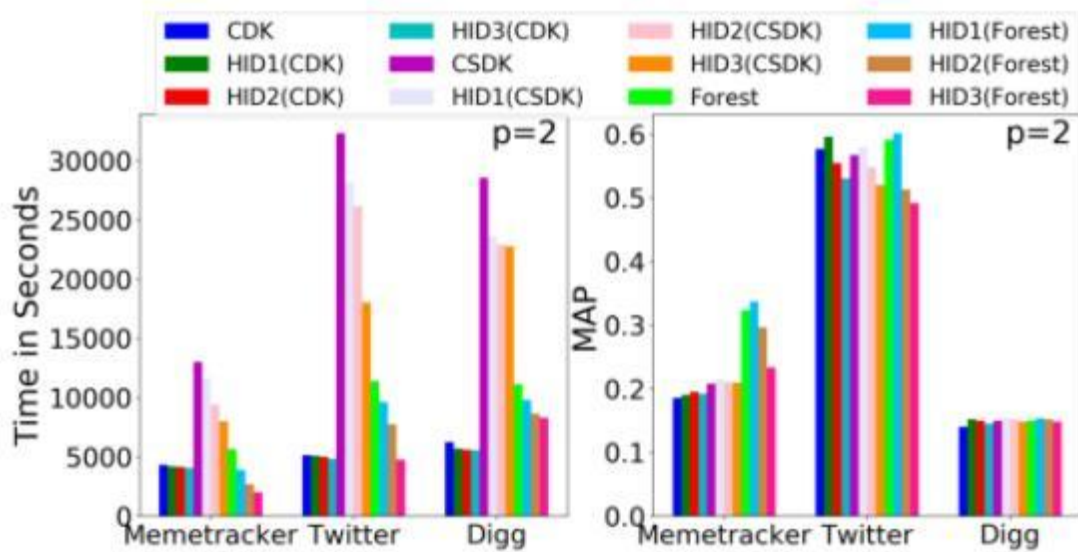 CDK HID3(CDK) HID2(CSDK) HID1(Forest)
HID1(CDK) CSDK HID3(CSDK) HID2(Forest)
HID2(CDK) HID1(CSDK) Forest HID3(Forest)
p=2
30000
25000
20000
15000
10000
5000
0
Time in Seconds
Memetracker Twitter Digg
p=2
0.6
0.5
0.4
0.3
0.2
0.1
0.0
MAP
Memetracker Twitter Digg